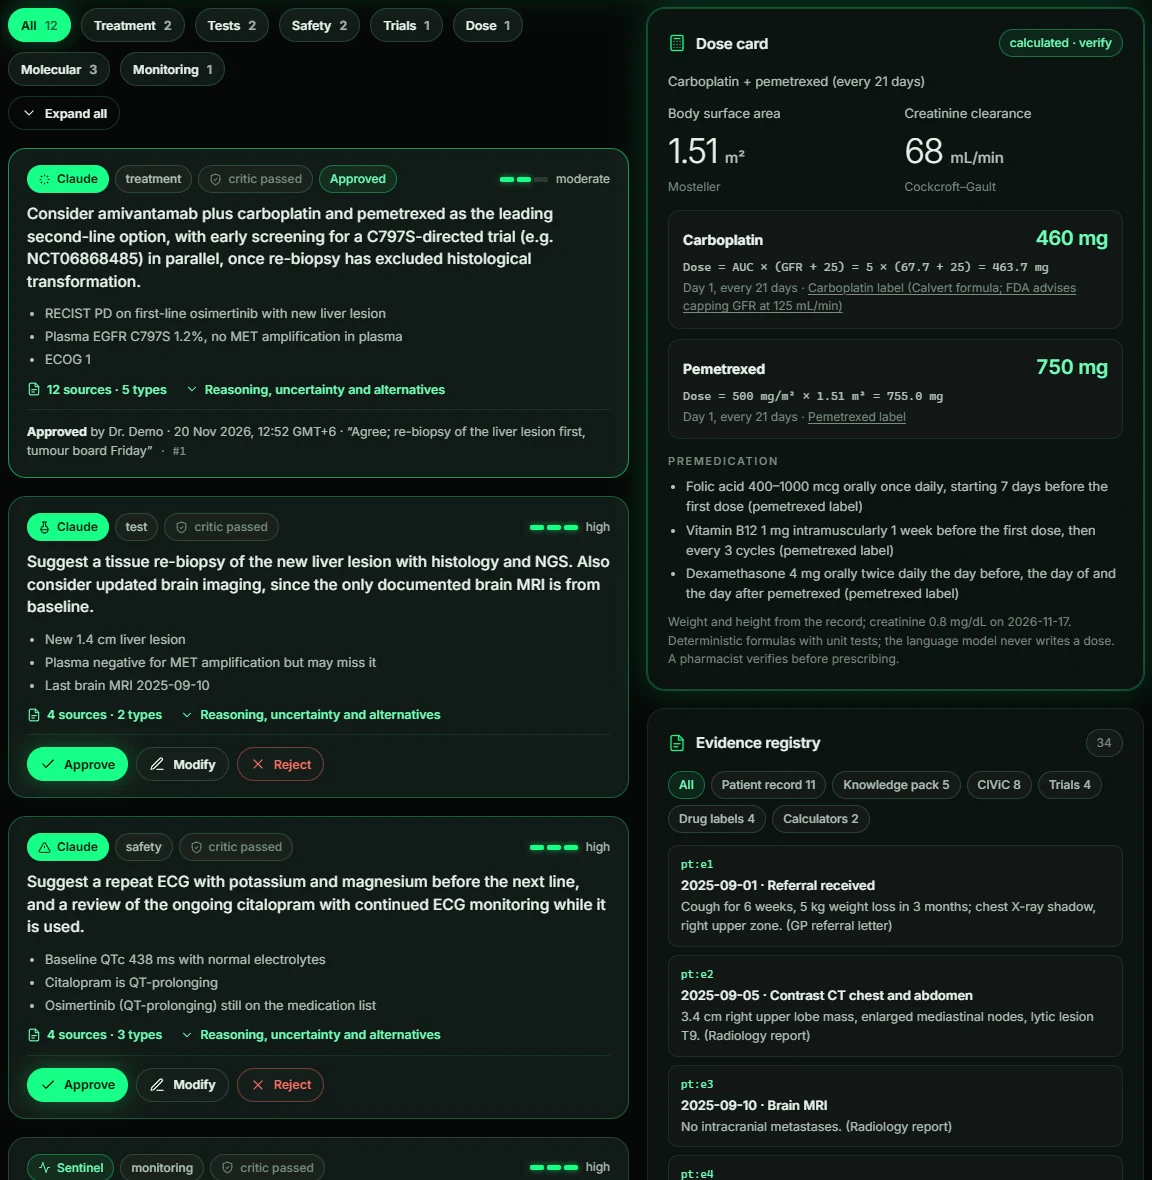 All 12
Treatment 2
Tests 2
Safety 2
Trials 1
Dose 1
Molecular 3
Monitoring 1
Expand all
Claude
treatment
critic passed
Approved
moderate
Consider amivantamab plus carboplatin and pemetrexed as the leading
second-line option, with early screening for a C797S-directed trial (e.g.
NCT06868485) in parallel, once re-biopsy has excluded histological
transformation.
• RECIST PD on first-line osimertinib with new liver lesion
• Plasma EGFR C797S 1.2%, no MET amplification in plasma
• ECOG 1
12 sources · 5 types
Reasoning, uncertainty and alternatives
Approved by Dr. Demo · 20 Nov 2026, 12:52 GMT+6 · “Agree; re-biopsy of the liver lesion first,
tumour board Friday” · #1
Claude
test
critic passed
high
Suggest a tissue re-biopsy of the new liver lesion with histology and NGS. Also
consider updated brain imaging, since the only documented brain MRI is from
baseline.
• New 1.4 cm liver lesion
• Plasma negative for MET amplification but may miss it
• Last brain MRI 2025-09-10
4 sources · 2 types
Reasoning, uncertainty and alternatives
Approve
Modify
Reject
Claude
safety
critic passed
high
Suggest a repeat ECG with potassium and magnesium before the next line,
and a review of the ongoing citalopram with continued ECG monitoring while it
is used.
• Baseline QTc 438 ms with normal electrolytes
• Citalopram is QT-prolonging
• Osimertinib (QT-prolonging) still on the medication list
4 sources · 3 types
Reasoning, uncertainty and alternatives
Approve
Modify
Reject
Sentinel
monitoring
critic passed
high
Dose card
calculated · verify
Carboplatin + pemetrexed (every 21 days)
Body surface area
1.51 m²
Mosteller
Creatinine clearance
68 mL/min
Cockcroft–Gault
Carboplatin
460 mg
Dose = AUC × (GFR + 25) = 5 × (67.7 + 25) = 463.7 mg
Day 1, every 21 days · Carboplatin label (Calvert formula; FDA advises
capping GFR at 125 mL/min)
Pemetrexed
750 mg
Dose = 500 mg/m² × 1.51 m² = 755.0 mg
Day 1, every 21 days · Pemetrexed label
PREMEDICATION
• Folic acid 400–1000 mcg orally once daily, starting 7 days before the
first dose (pemetrexed label)
• Vitamin B12 1 mg intramuscularly 1 week before the first dose, then
every 3 cycles (pemetrexed label)
• Dexamethasone 4 mg orally twice daily the day before, the day of and
the day after pemetrexed (pemetrexed label)
Weight and height from the record; creatinine 0.8 mg/dL on 2026-11-17.
Deterministic formulas with unit tests; the language model never writes a dose.
A pharmacist verifies before prescribing.
Evidence registry
34
All
Patient record 11
Knowledge pack 5
CIViC 8
Trials 4
Drug labels 4
Calculators 2
pt:e1
2025-09-01 · Referral received
Cough for 6 weeks, 5 kg weight loss in 3 months; chest X-ray shadow,
right upper zone. (GP referral letter)
pt:e2
2025-09-05 · Contrast CT chest and abdomen
3.4 cm right upper lobe mass, enlarged mediastinal nodes, lytic lesion
T9. (Radiology report)
pt:e3
2025-09-10 · Brain MRI
No intracranial metastases. (Radiology report)
pt:e4